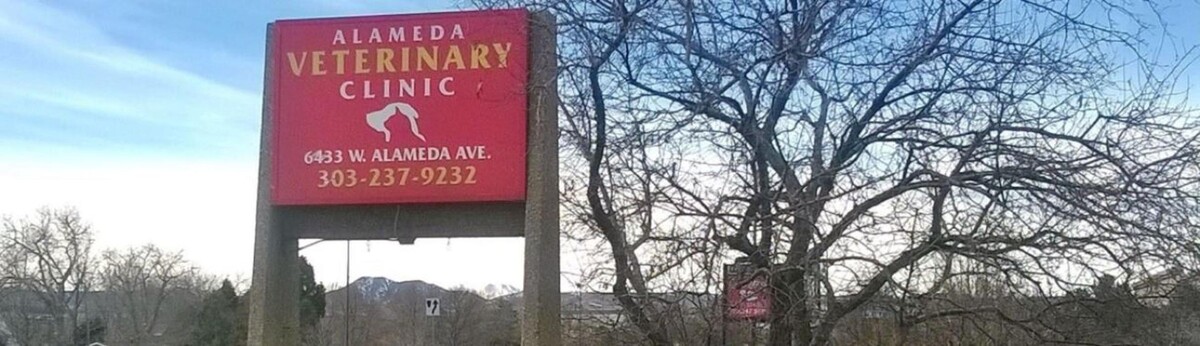 ALAMEDA
VETERINARY
CLINIC
6433 W. ALAMEDA AVE.
303-237-9232